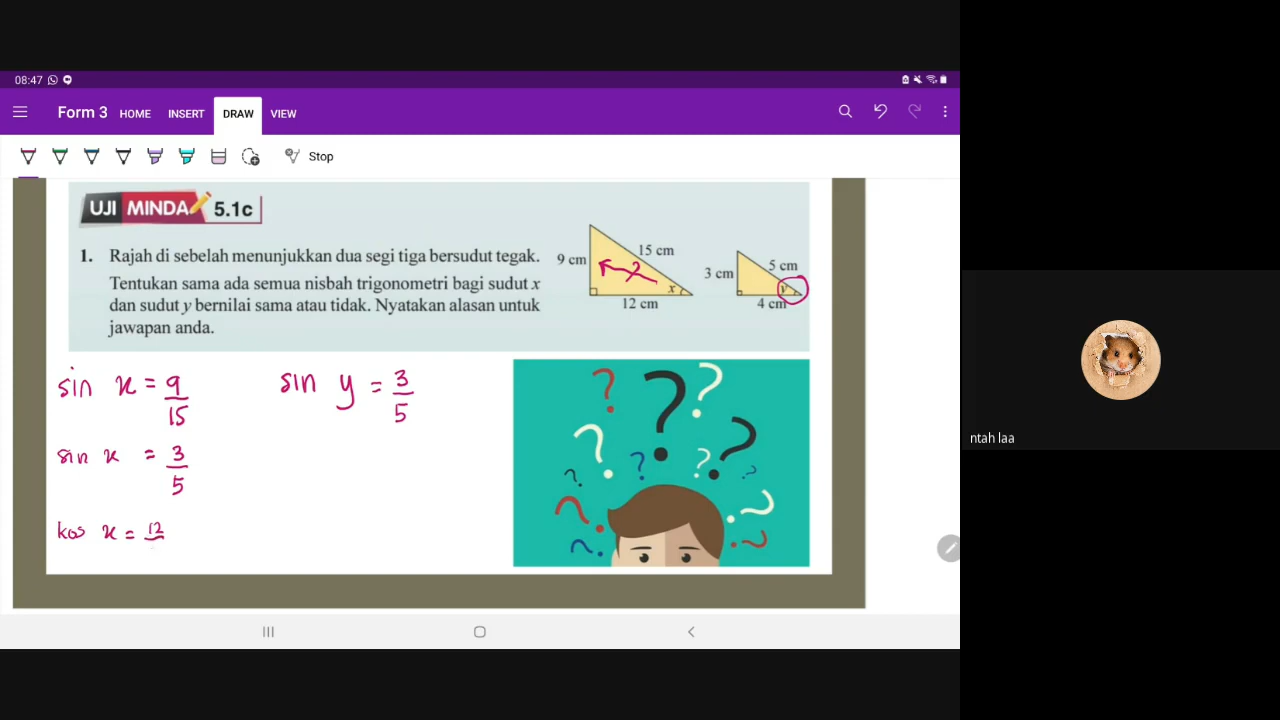 08:47
Form 3
HOME
INSERT
DRAW
VIEW
Stop
UJI MINDA 5.1c
1. Rajah di sebelah menunjukkan dua segi tiga bersudut tegak.
Tentukan sama ada semua nisbah trigonometri bagi sudut x
dan sudut y bernilai sama atau tidak. Nyatakan alasan untuk
jawapan anda.
9 cm
15 cm
x
12 cm
3 cm
5 cm
y
4 cm
sin x = 9/15
sin y = 3/5
sin x = 3/5
kos x = 12
ntah laa